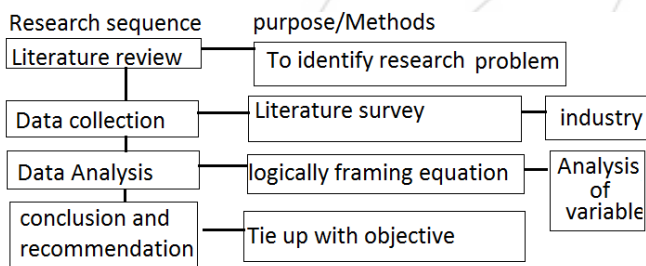 Research sequence purpose/Methods
Literature review To identify research problem
Data collection Literature survey industry
Data Analysis logically framing equation Analysis
of
variable
conclusion and
recommendation Tie up with objective